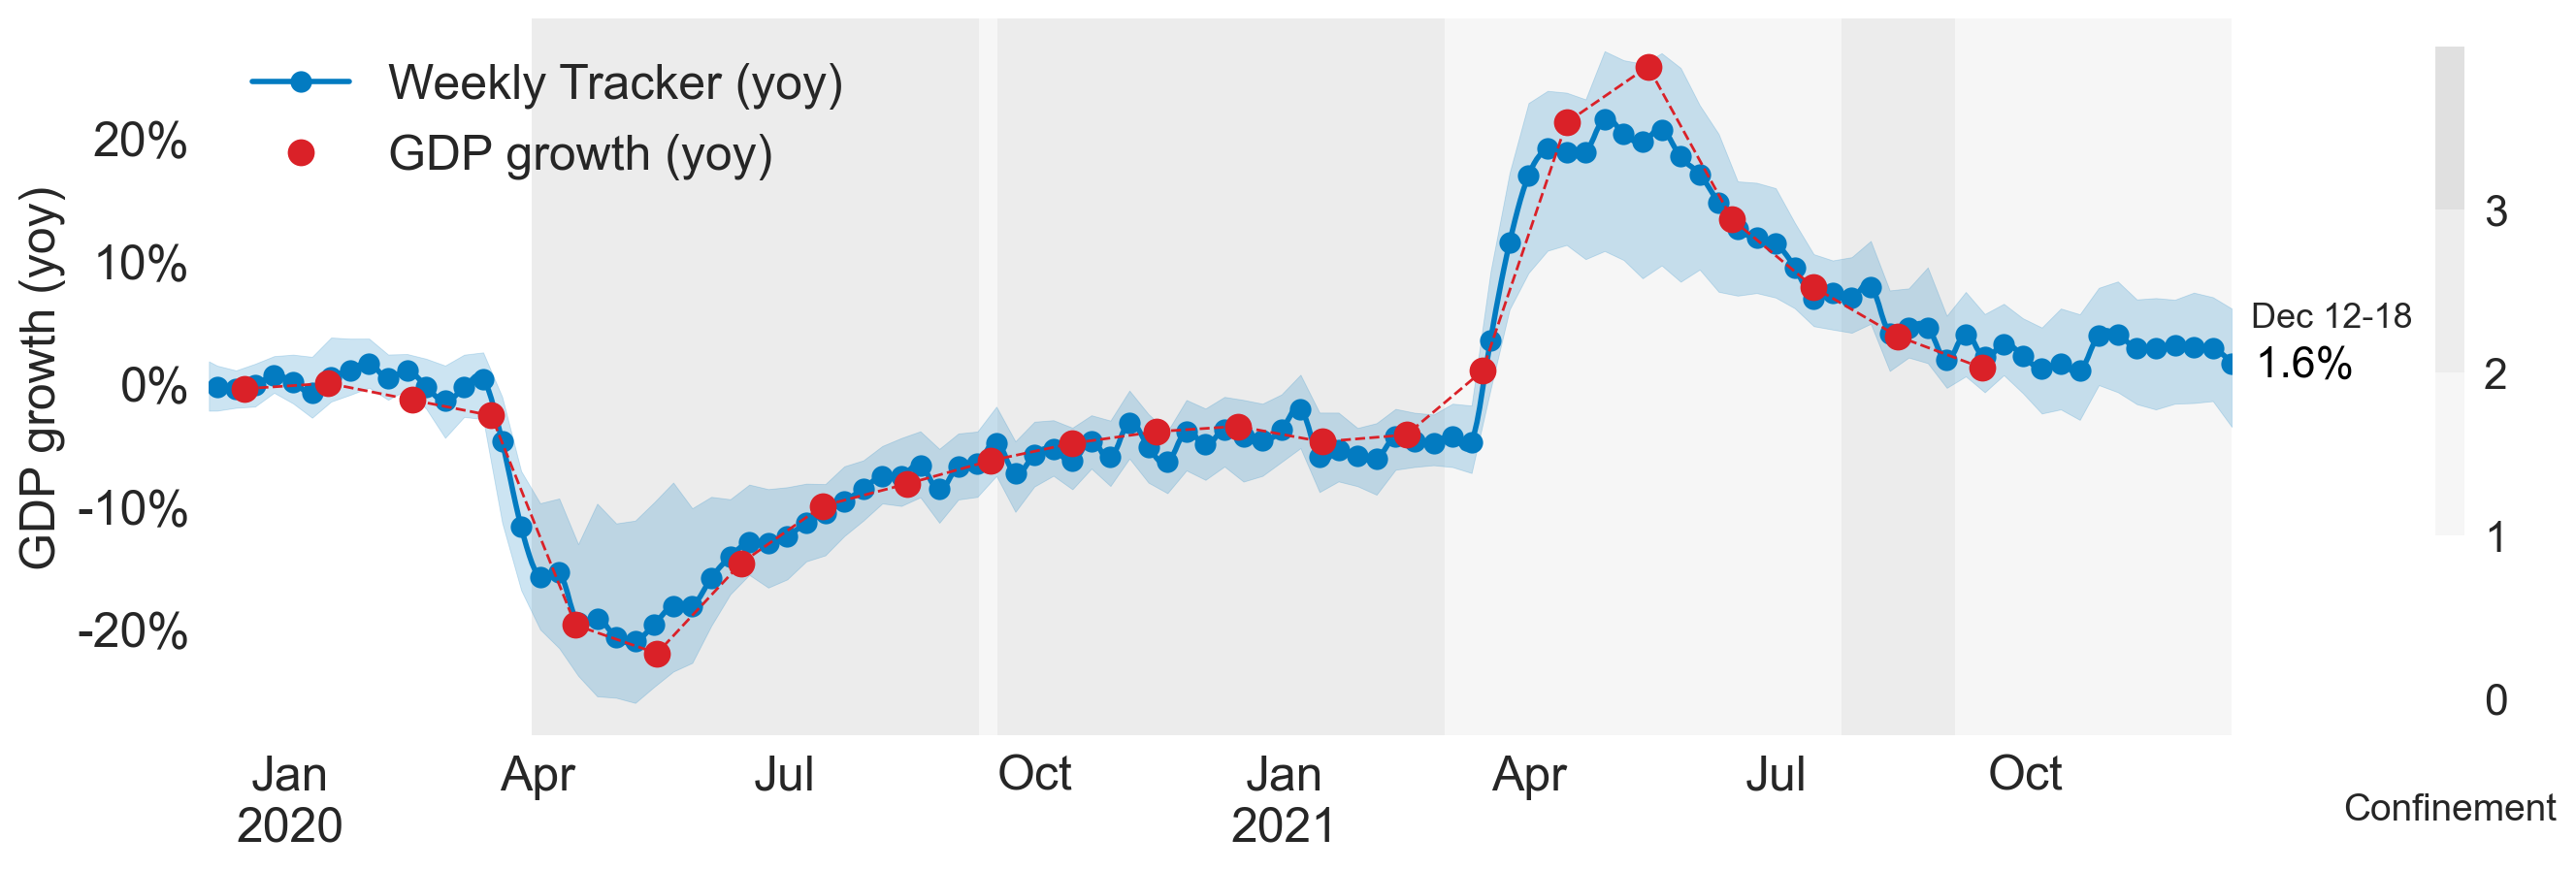 Weekly Tracker (yoy)
GDP growth (yoy)
GDP growth (yoy)
20%
10%
0%
-10%
-20%
Jan
2020
Apr
Jul
Oct
Jan
2021
Apr
Jul
Oct
Dec 12-18
1.6%
3
2
1
0
Confinement